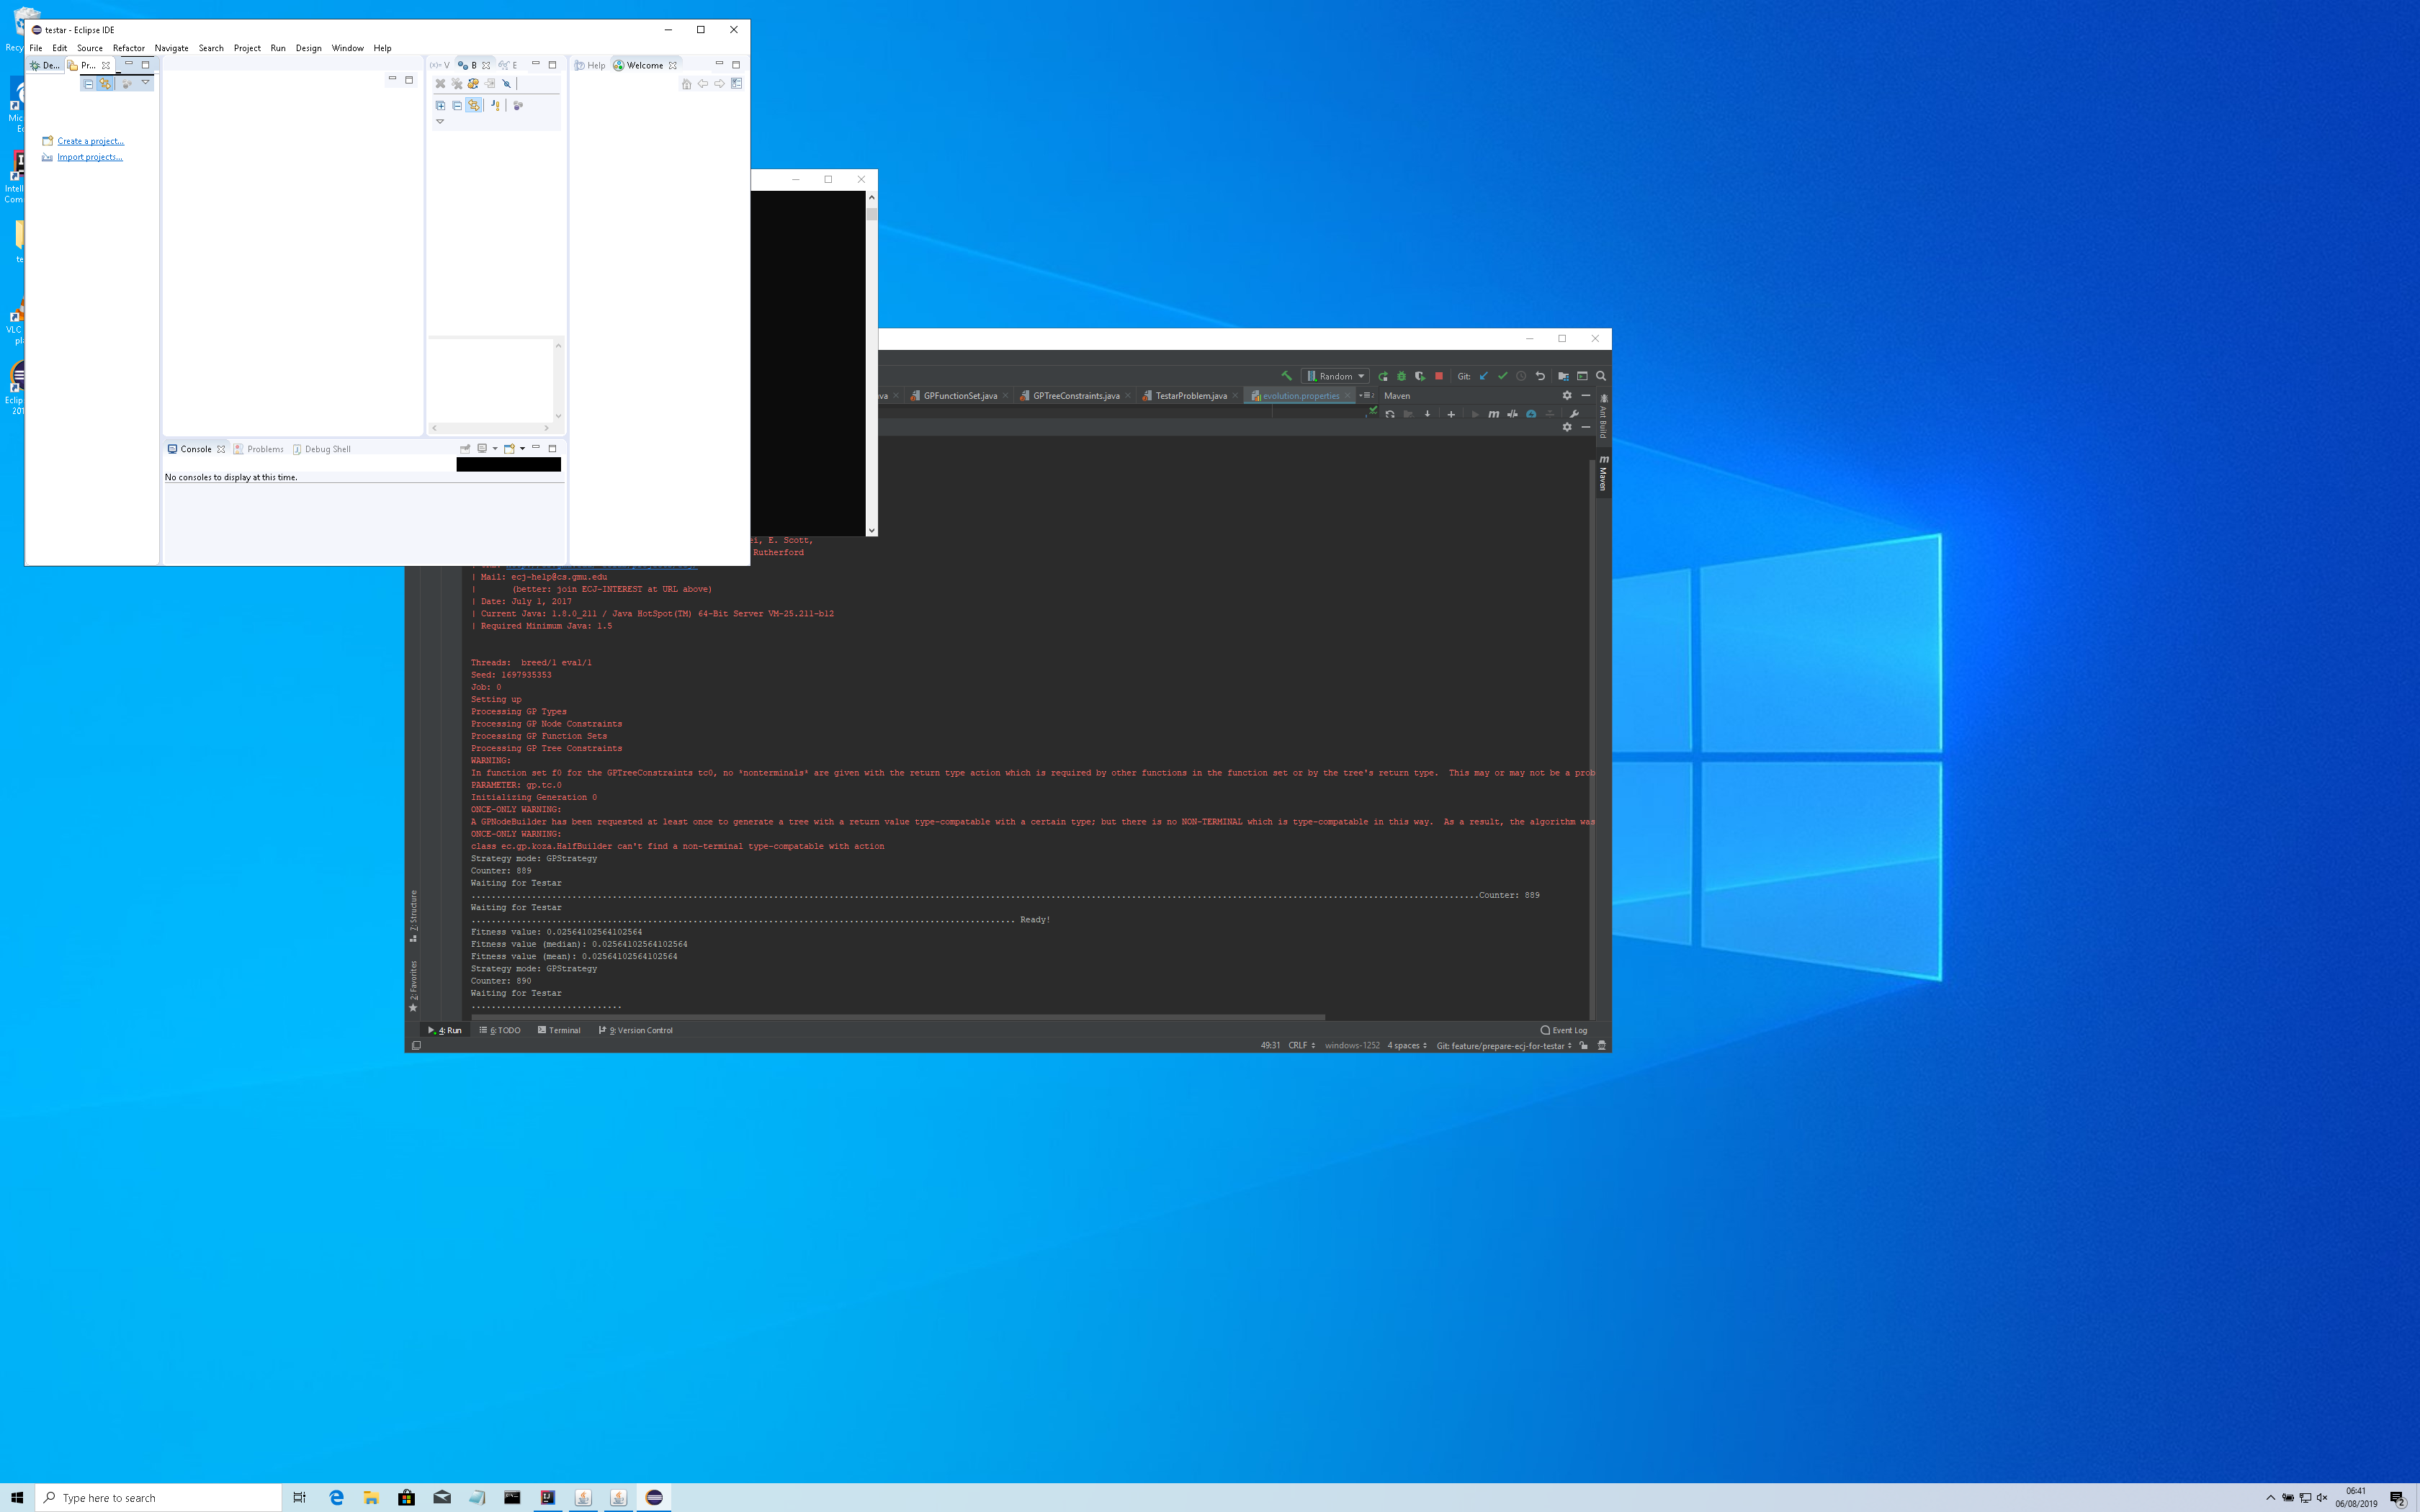 testar - Eclipse IDE
File Edit Source Refactor Navigate Search Project Run Design Window Help
De... Pr... V B E Help Welcome
Create a project...
Import projects...
Console Problems Debug Shell
No consoles to display at this time.
Recy
Mic
Intell
Com
te
VLC
pl
Eclip
201
Random Git:
va GPFunctionSet.java GPTreeConstraints.java TestarProblem.java evolution.properties Maven
Ant Build
m Maven
ei, E. Scott,
Rutherford
| Mail: ecj-help@cs.gmu.edu
| (better: join ECJ-INTEREST at URL above)
| Date: July 1, 2017
| Current Java: 1.8.0_211 / Java HotSpot(TM) 64-Bit Server VM-25.211-b12
| Required Minimum Java: 1.5
Threads: breed/1 eval/1
Seed: 1697935353
Job: 0
Setting up
Processing GP Types
Processing GP Node Constraints
Processing GP Function Sets
Processing GP Tree Constraints
WARNING:
In function set f0 for the GPTreeConstraints tc0, no *nonterminals* are given with the return type action which is required by other functions in the function set or by the tree's return type. This may or may not be a prob
PARAMETER: gp.tc.0
Initializing Generation 0
ONCE-ONLY WARNING:
A GPNodeBuilder has been requested at least once to generate a tree with a return value type-compatable with a certain type; but there is no NON-TERMINAL which is type-compatable in this way. As a result, the algorithm was
ONCE-ONLY WARNING:
class ec.gp.koza.HalfBuilder can't find a non-terminal type-compatable with action
Strategy mode: GPStrategy
Counter: 889
Waiting for Testar
Counter: 889
Waiting for Testar
Ready!
Fitness value: 0.02564102564102564
Fitness value (median): 0.02564102564102564
Fitness value (mean): 0.02564102564102564
Strategy mode: GPStrategy
Counter: 890
Waiting for Testar
7: Structure
2: Favorites
4: Run 6: TODO Terminal 9: Version Control Event Log
49:31 CRLF windows-1252 4 spaces Git: feature/prepare-ecj-for-testar
Type here to search
06:41
06/08/2019
2